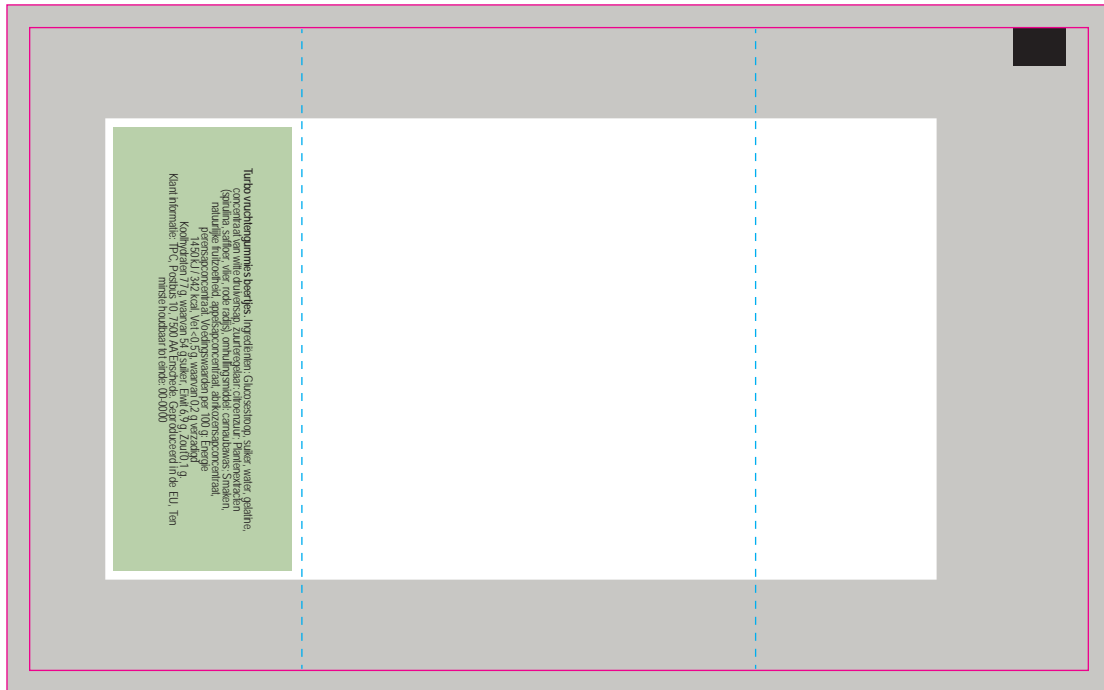 Turbo vruchtengummies beertjes. Ingrediënten: Glucosestroop, suiker, water, gelatine,
concentraat van witte druivensap, zuurteregelaar: citroenzuur: Plantenextracten
(spirulina, saffloer, vlier, rode radijs), omhullingsmiddel: carnaubawas: Smaken,
natuurlijke fruitzoetheid, appelsapconcentraat, abrikozensapconcentraat,
perensapconcentraat. Voedingswaarden per 100 g: Energie
1450 kJ / 342 kcal, Vet <0.5 g, waarvan 0,2 g verzadigd
Koolhydraten 77 g, waarvan 54 g suiker, Eiwit 6,9 g, Zout 0,1 g.
Klant informatie: TPC, Postbus 10, 7500 AA Enschede. Geproduceerd in de EU, Ten
minste houdbaar tot einde: 00-0000